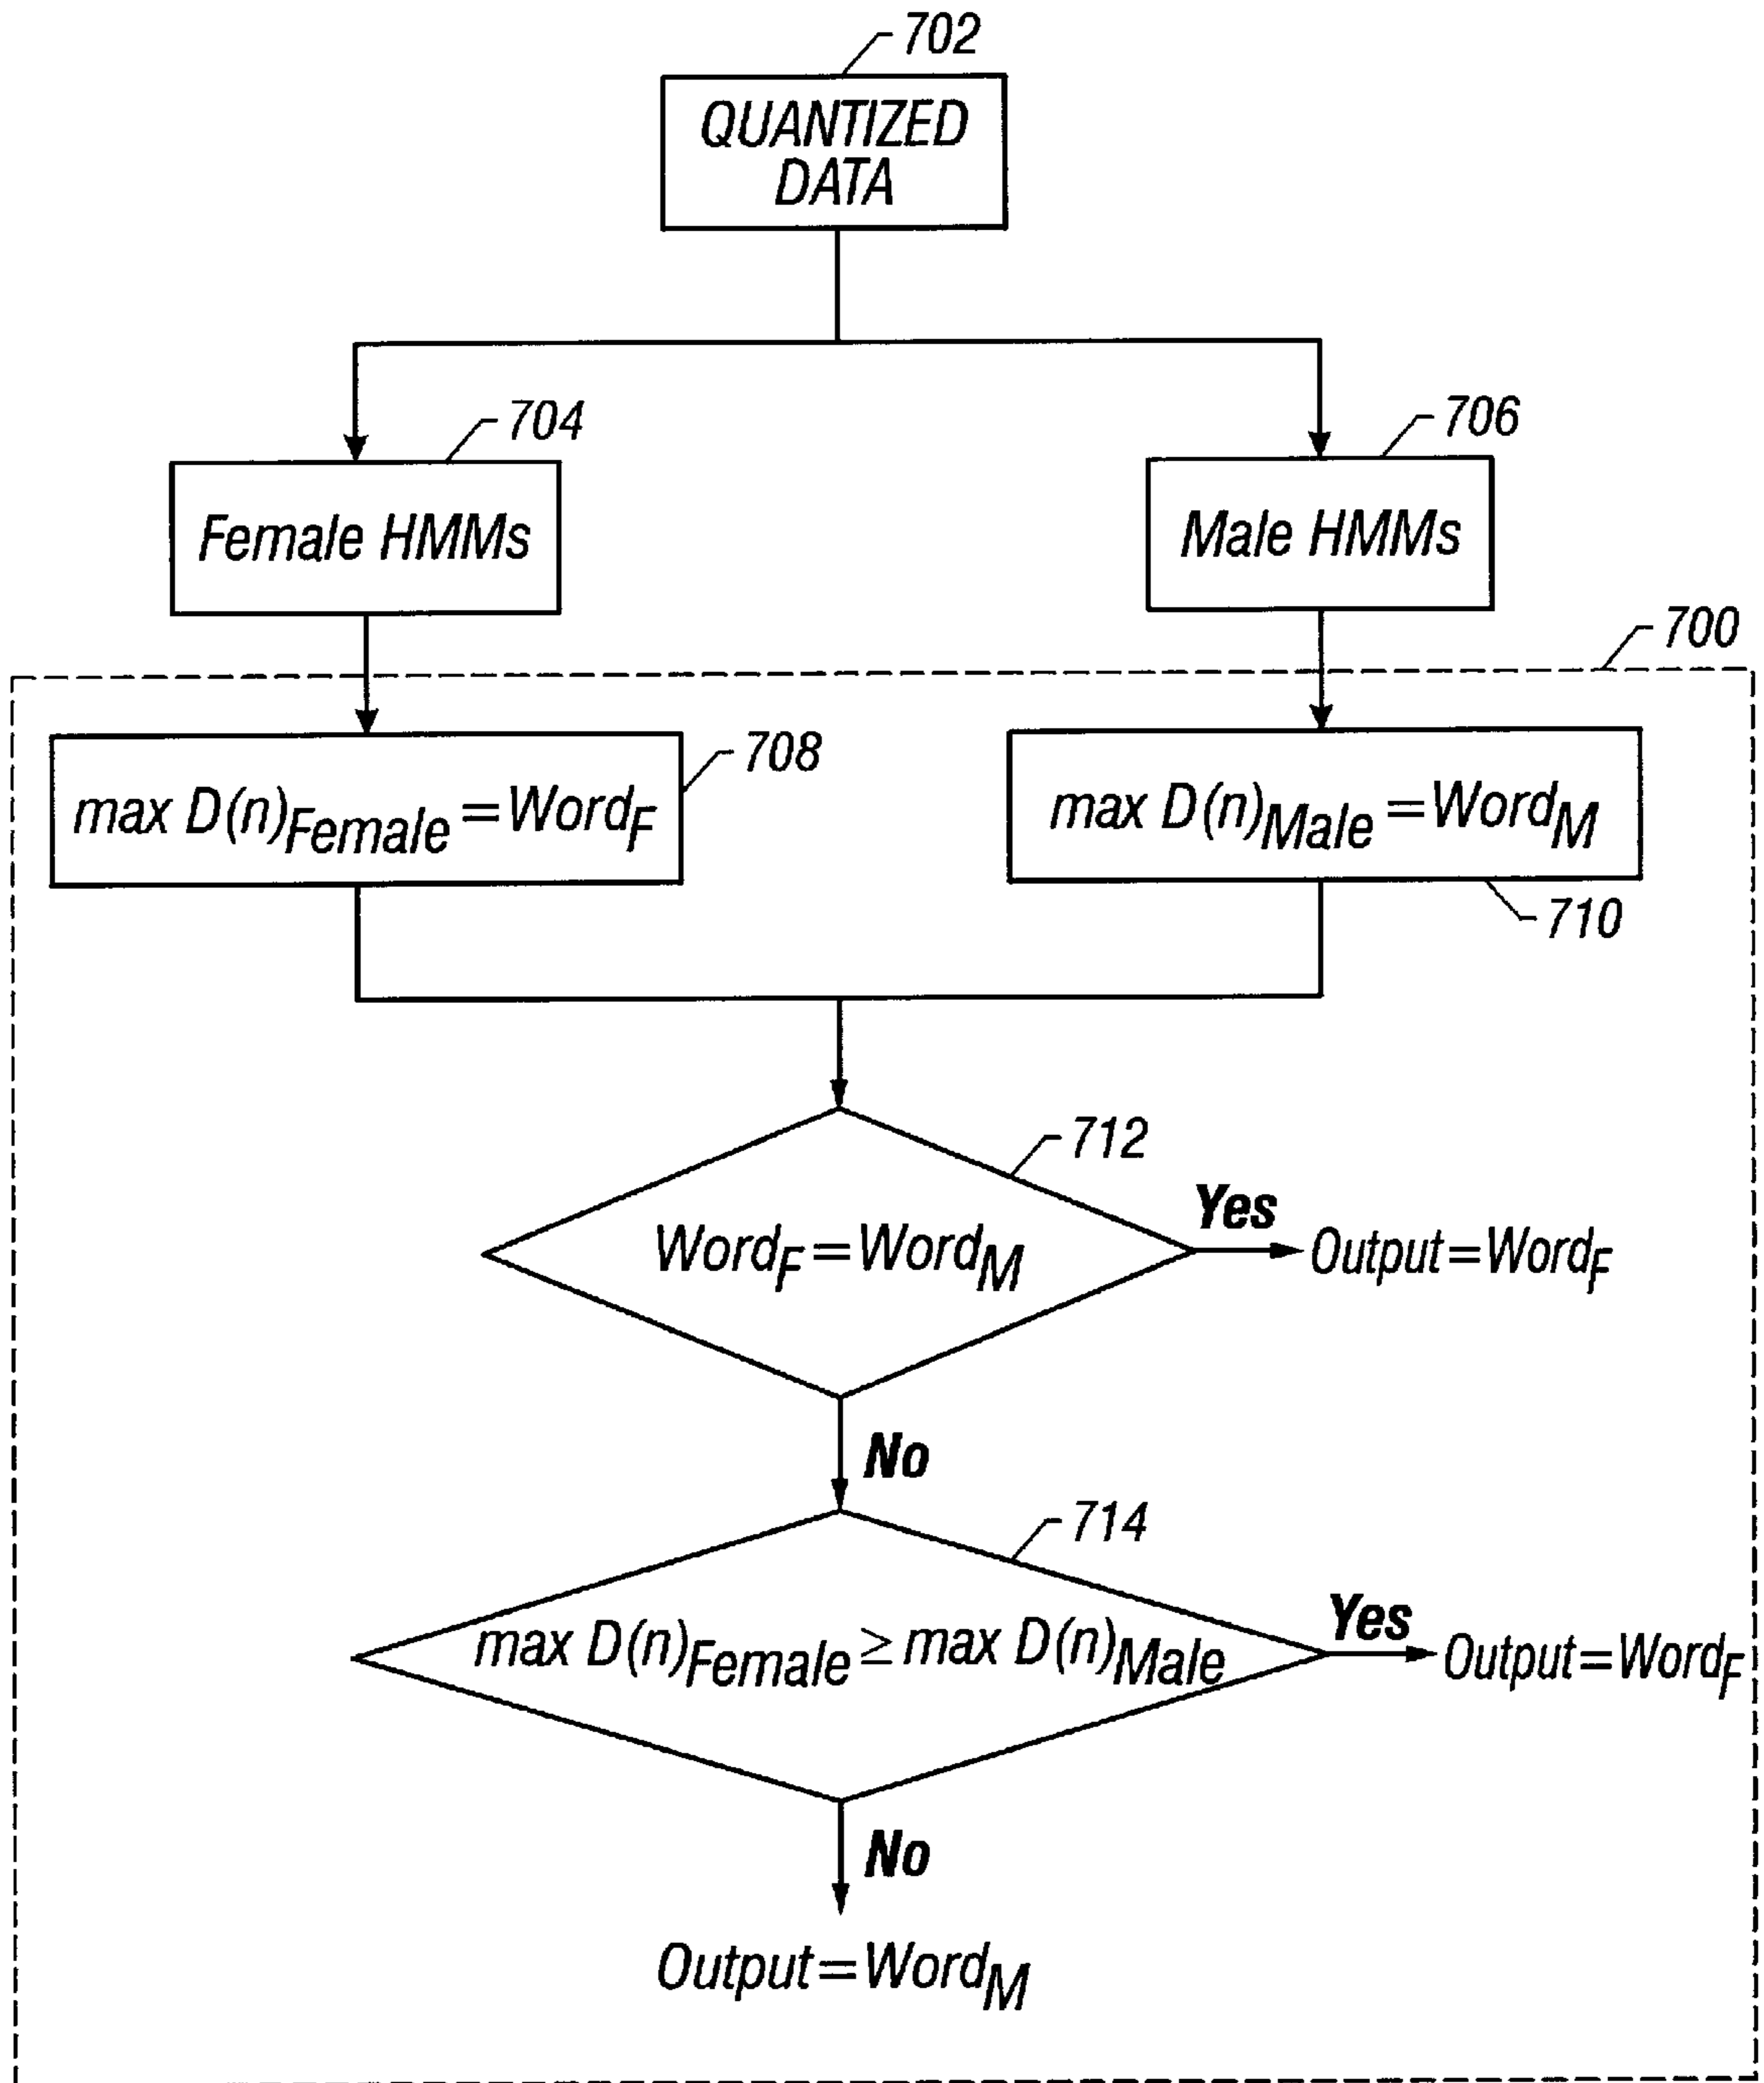 702
QUANTIZED
DATA
704
706
Female HMMs
Male HMMs
700
708
max D(n)Female = WordF
max D(n)Male = WordM
710
712
WordF = WordM
Yes
Output = WordF
No
714
max D(n)Female ≥ max D(n)Male
Yes
Output = WordF
No
Output = WordM